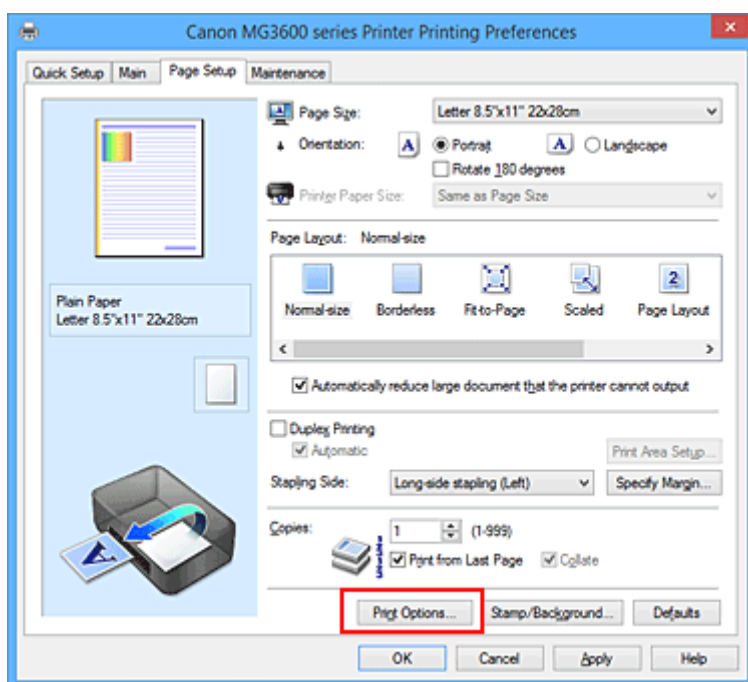 Canon MG3600 series Printer Printing Preferences
Quick Setup Main Page Setup Maintenance
Page Size: Letter 8.5"x11" 22x28cm
Orientation: A Portrait A Landscape
Rotate 180 degrees
Printer Paper Size: Same as Page Size
Page Layout: Normal-size
2
Normal-size Borderless Fit-to-Page Scaled Page Layout
Plain Paper
Letter 8.5"x11" 22x28cm
Automatically reduce large document that the printer cannot output
Duplex Printing
Automatic
Print Area Setup...
Stapling Side: Long-side stapling (Left) Specify Margin...
Copies: 1 (1-999)
Print from Last Page Collate
A
Print Options... Stamp/Background... Defaults
OK Cancel Apply Help